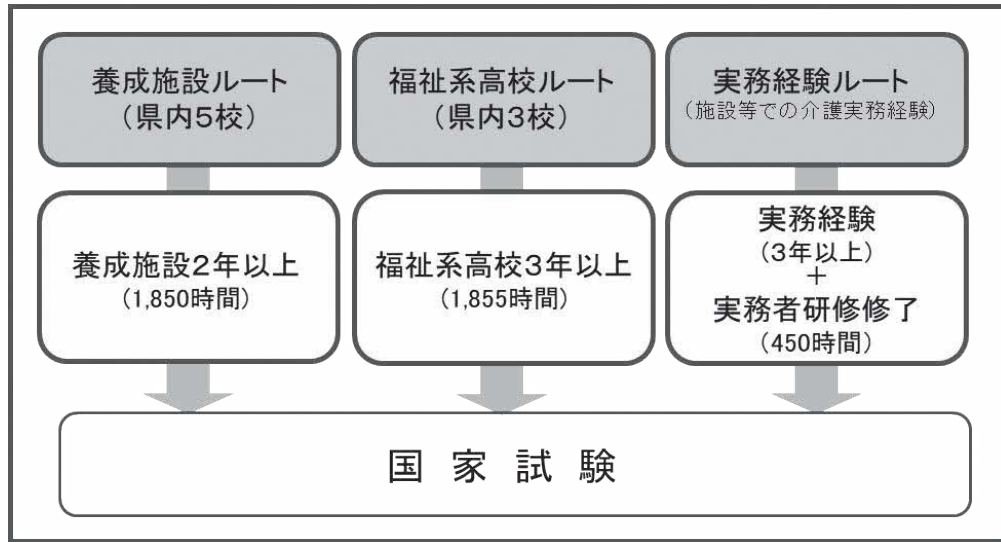 養成施設ルート
（県内5校）
養成施設2年以上
（1,850時間）
福祉系高校ルート
（県内3校）
福祉系高校3年以上
（1,855時間）
実務経験ルート
（施設等での介護実務経験）
実務経験
（3年以上）
＋
実務者研修修了
（450時間）
国家試験